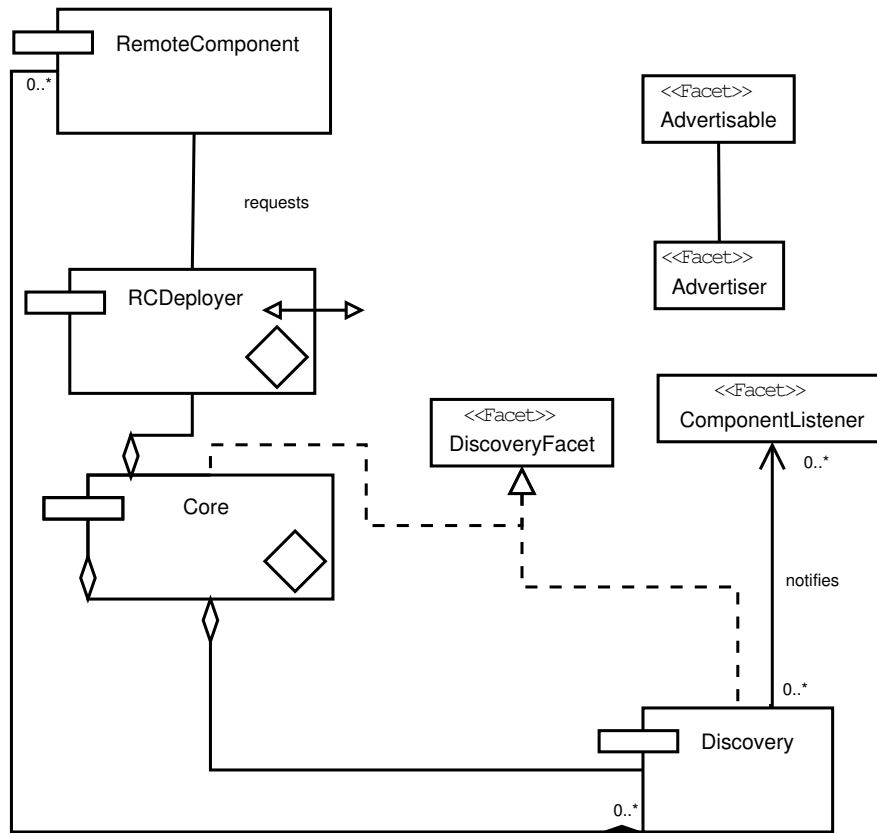 RemoteComponent
0..*
<<Facet>>
Advertisable
requests
<<Facet>>
Advertiser
RCDeployer
<<Facet>>
DiscoveryFacet
<<Facet>>
ComponentListener
0..*
Core
notifies
0..*
Discovery
0..*